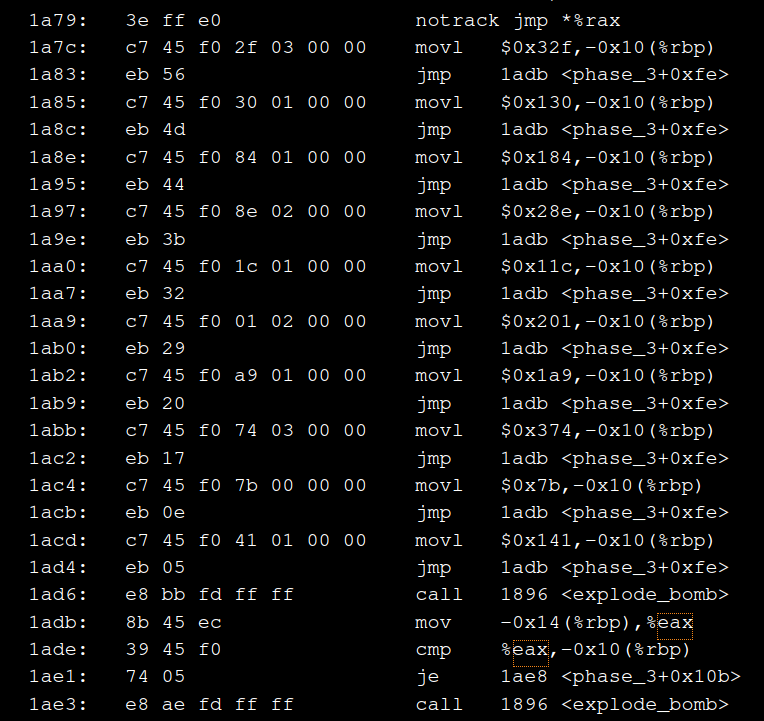 1a79: 3e ff e0 notrack jmp *%rax
1a7c: c7 45 f0 2f 03 00 00 movl $0x32f,-0x10(%rbp)
1a83: eb 56 jmp 1adb <phase_3+0xfe>
1a85: c7 45 f0 30 01 00 00 movl $0x130,-0x10(%rbp)
1a8c: eb 4d jmp 1adb <phase_3+0xfe>
1a8e: c7 45 f0 84 01 00 00 movl $0x184,-0x10(%rbp)
1a95: eb 44 jmp 1adb <phase_3+0xfe>
1a97: c7 45 f0 8e 02 00 00 movl $0x28e,-0x10(%rbp)
1a9e: eb 3b jmp 1adb <phase_3+0xfe>
1aa0: c7 45 f0 1c 01 00 00 movl $0x11c,-0x10(%rbp)
1aa7: eb 32 jmp 1adb <phase_3+0xfe>
1aa9: c7 45 f0 01 02 00 00 movl $0x201,-0x10(%rbp)
1ab0: eb 29 jmp 1adb <phase_3+0xfe>
1ab2: c7 45 f0 a9 01 00 00 movl $0x1a9,-0x10(%rbp)
1ab9: eb 20 jmp 1adb <phase_3+0xfe>
1abb: c7 45 f0 74 03 00 00 movl $0x374,-0x10(%rbp)
1ac2: eb 17 jmp 1adb <phase_3+0xfe>
1ac4: c7 45 f0 7b 00 00 00 movl $0x7b,-0x10(%rbp)
1acb: eb 0e jmp 1adb <phase_3+0xfe>
1acd: c7 45 f0 41 01 00 00 movl $0x141,-0x10(%rbp)
1ad4: eb 05 jmp 1adb <phase_3+0xfe>
1ad6: e8 bb fd ff ff call 1896 <explode_bomb>
1adb: 8b 45 ec mov -0x14(%rbp),%eax
1ade: 39 45 f0 cmp %eax,-0x10(%rbp)
1ae1: 74 05 je 1ae8 <phase_3+0x10b>
1ae3: e8 ae fd ff ff call 1896 <explode_bomb>